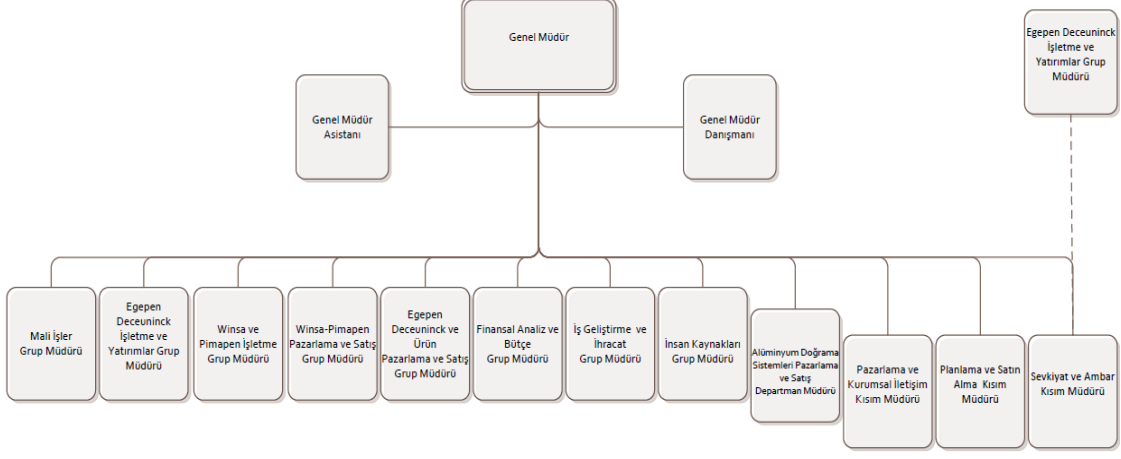 Genel Müdür
Egepen Deceuninck
İşletme ve
Yatırımlar Grup
Müdürü
Genel Müdür
Asistanı
Genel Müdür
Danışmanı
Mali İşler
Grup Müdürü
Egepen
Deceuninck
İşletme ve
Yatırımlar Grup
Müdürü
Winsa ve
Pimapen İşletme
Grup Müdürü
Winsa-Pimapen
Pazarlama ve Satış
Grup Müdürü
Egepen
Deceuninck ve
Ürün
Pazarlama ve Satış
Grup Müdürü
Finansal Analiz ve
Bütçe
Grup Müdürü
İş Geliştirme ve
İhracat
Grup Müdürü
İnsan Kaynakları
Grup Müdürü
Alüminyum Doğrama
Sistemleri Pazarlama
ve Satış
Departman Müdürü
Pazarlama ve
Kurumsal İletişim
Kısım Müdürü
Planlama ve Satın
Alma Kısım
Müdürü
Sevkiyat ve Ambar
Kısım Müdürü